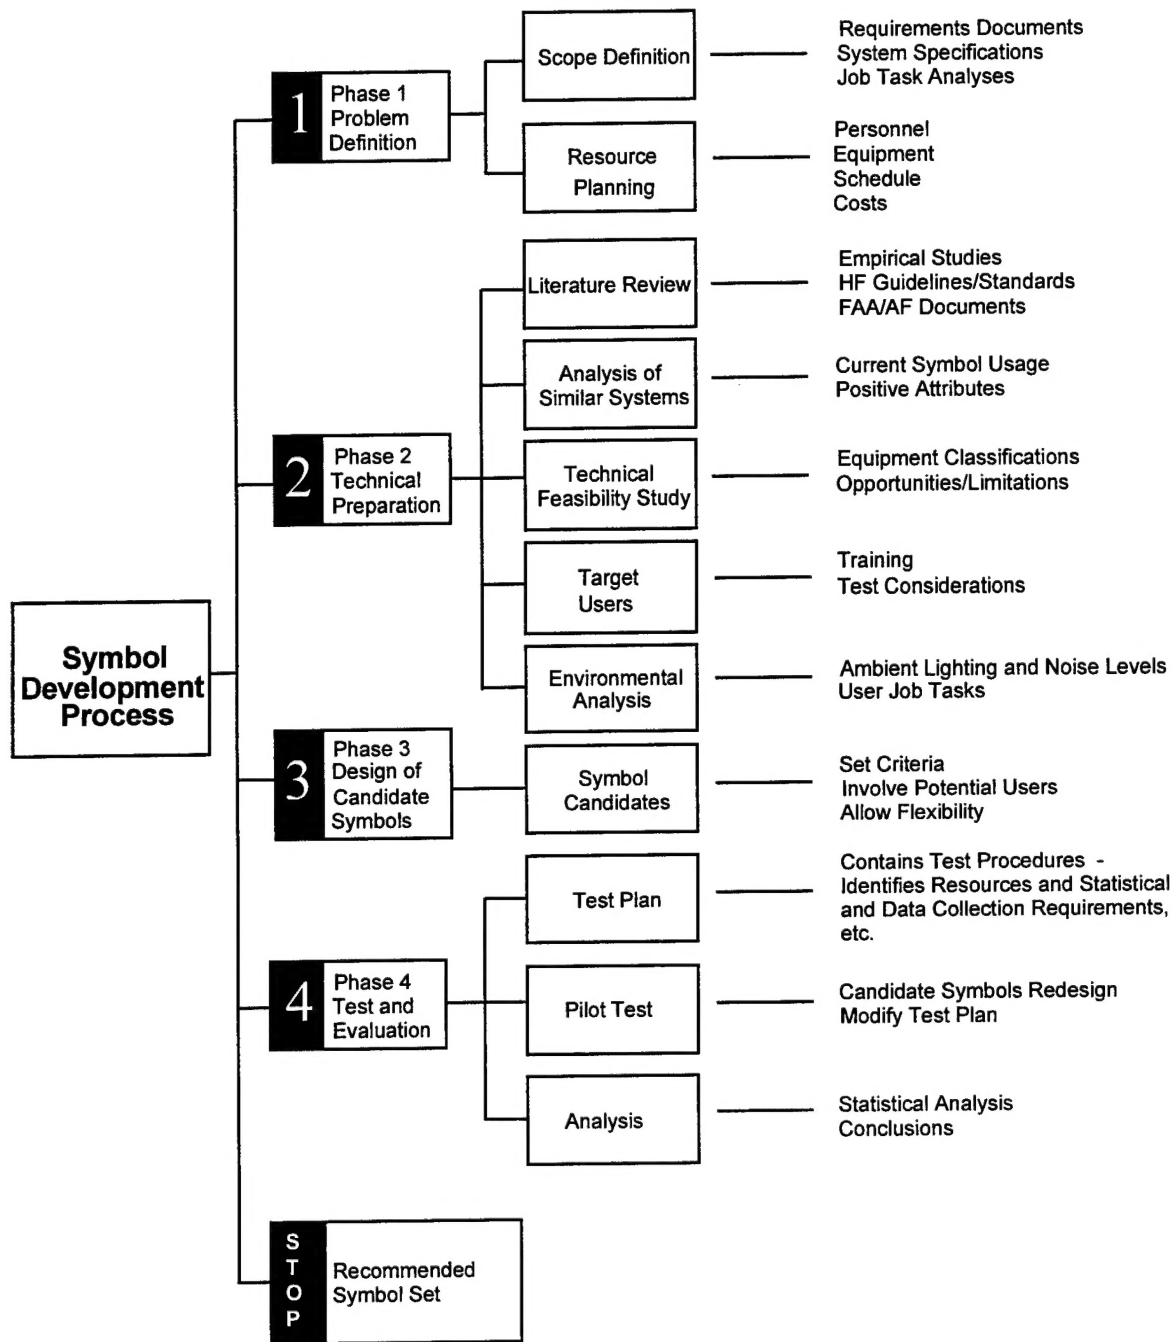 Symbol
Development
Process
1
Phase 1
Problem
Definition
Scope Definition
Requirements Documents
System Specifications
Job Task Analyses
Resource
Planning
Personnel
Equipment
Schedule
Costs
2
Phase 2
Technical
Preparation
Literature Review
Empirical Studies
HF Guidelines/Standards
FAA/AF Documents
Analysis of
Similar Systems
Current Symbol Usage
Positive Attributes
Technical
Feasibility Study
Equipment Classifications
Opportunities/Limitations
Target
Users
Training
Test Considerations
Environmental
Analysis
Ambient Lighting and Noise Levels
User Job Tasks
3
Phase 3
Design of
Candidate
Symbols
Symbol
Candidates
Set Criteria
Involve Potential Users
Allow Flexibility
4
Phase 4
Test and
Evaluation
Test Plan
Contains Test Procedures -
Identifies Resources and Statistical
and Data Collection Requirements,
etc.
Pilot Test
Candidate Symbols Redesign
Modify Test Plan
Analysis
Statistical Analysis
Conclusions
S
T
O
P
Recommended
Symbol Set